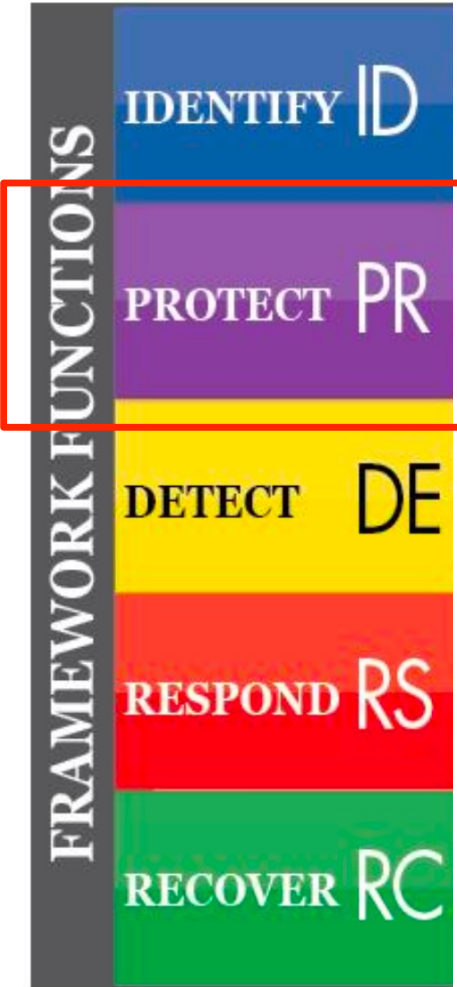 FRAMEWORK FUNCTIONS
IDENTIFY ID
PROTECT PR
DETECT DE
RESPOND RS
RECOVER RC